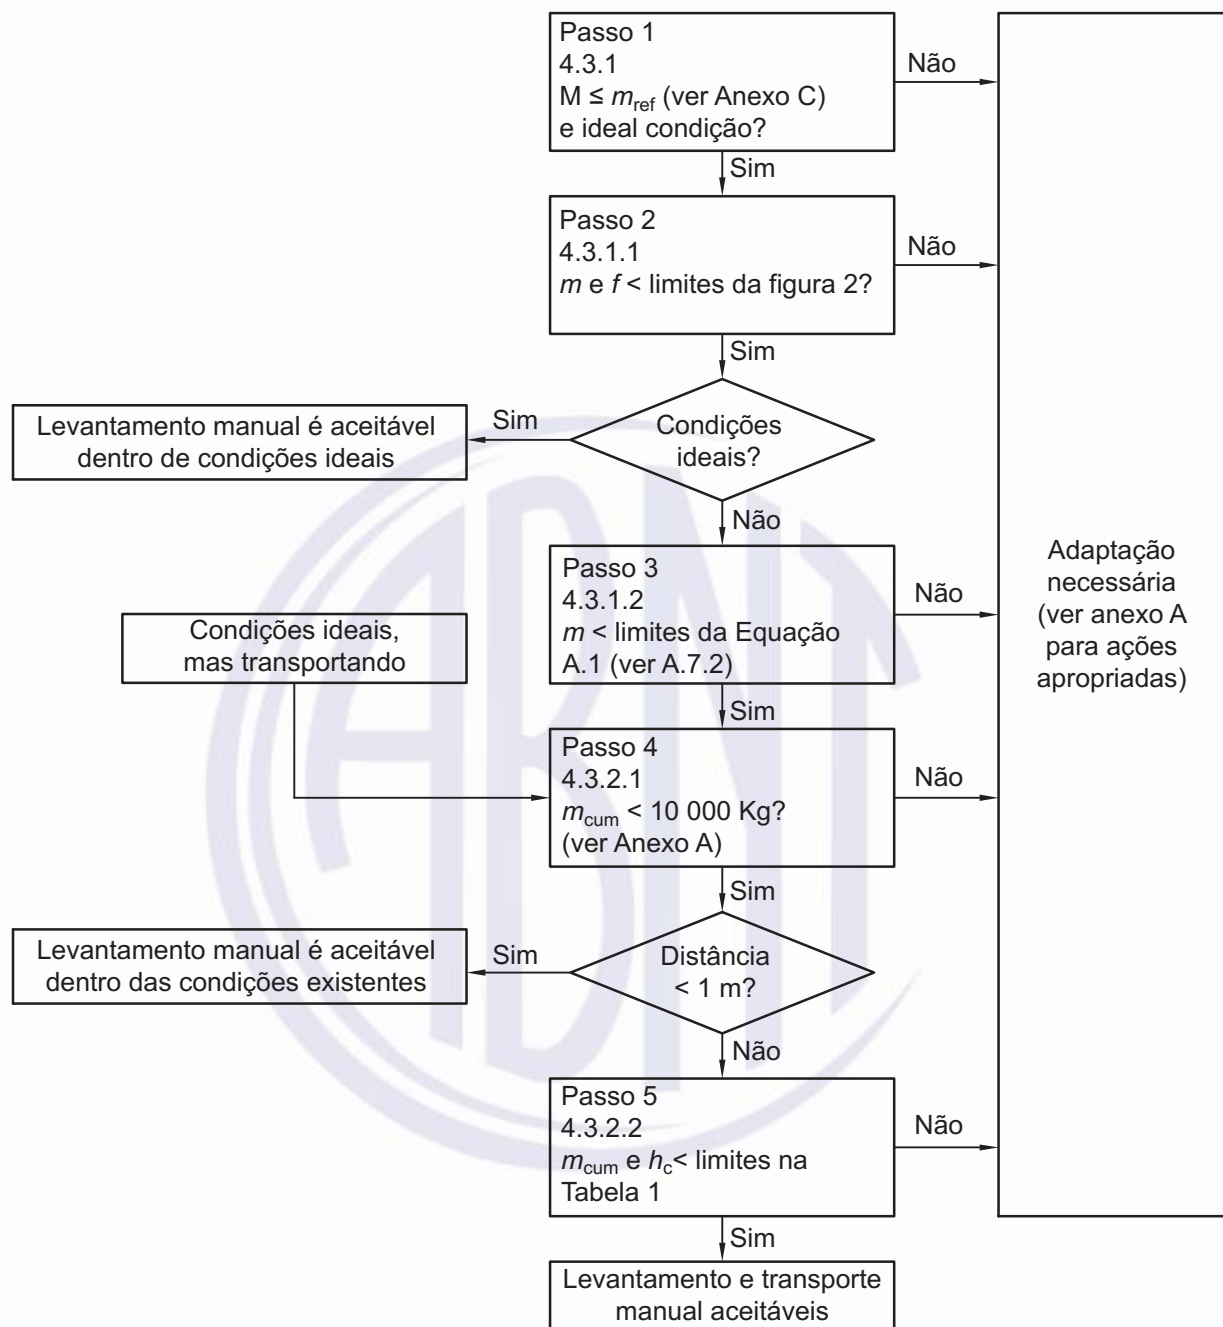 Passo 1
4.3.1
M ≤ mref (ver Anexo C)
e ideal condição?
Não
Sim
Passo 2
4.3.1.1
m e f < limites da figura 2?
Não
Sim
Condições
ideais?
Sim
Levantamento manual é aceitável
dentro de condições ideais
Não
Passo 3
4.3.1.2
m < limites da Equação
A.1 (ver A.7.2)
Não
Adaptação
necessária
(ver anexo A
para ações
apropriadas)
Condições ideais,
mas transportando
Sim
Passo 4
4.3.2.1
mcum < 10 000 Kg?
(ver Anexo A)
Não
Sim
Distância
< 1 m?
Sim
Levantamento manual é aceitável
dentro das condições existentes
Não
Passo 5
4.3.2.2
mcum e hc< limites na
Tabela 1
Não
Sim
Levantamento e transporte
manual aceitáveis
ABNT